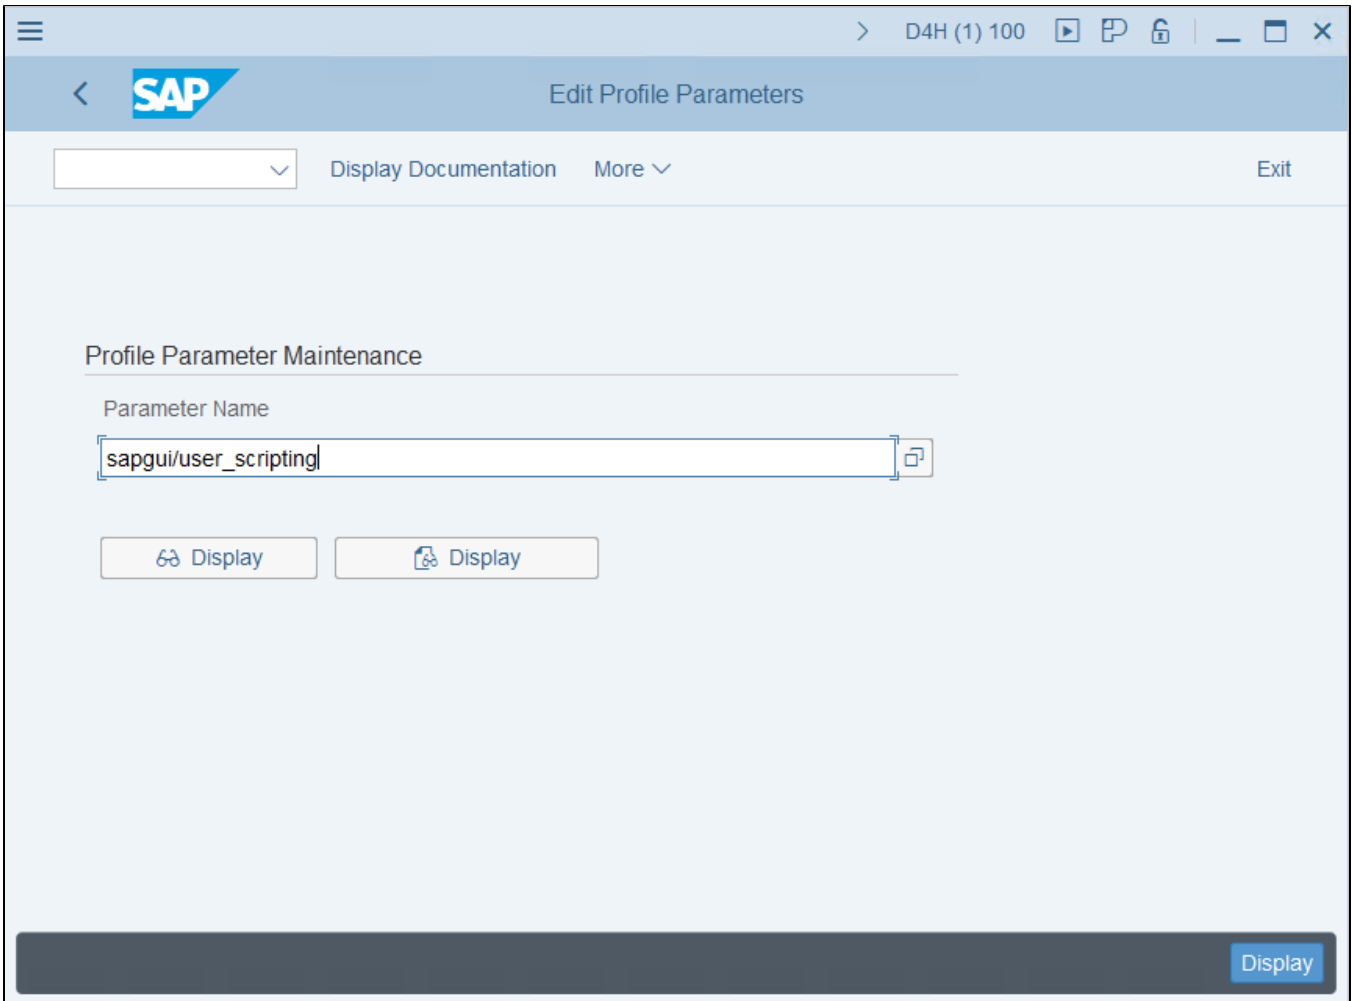 D4H (1) 100
SAP
Edit Profile Parameters
Display Documentation
More
Exit
Profile Parameter Maintenance
Parameter Name
sapgui/user_scripting
Display
Display
Display